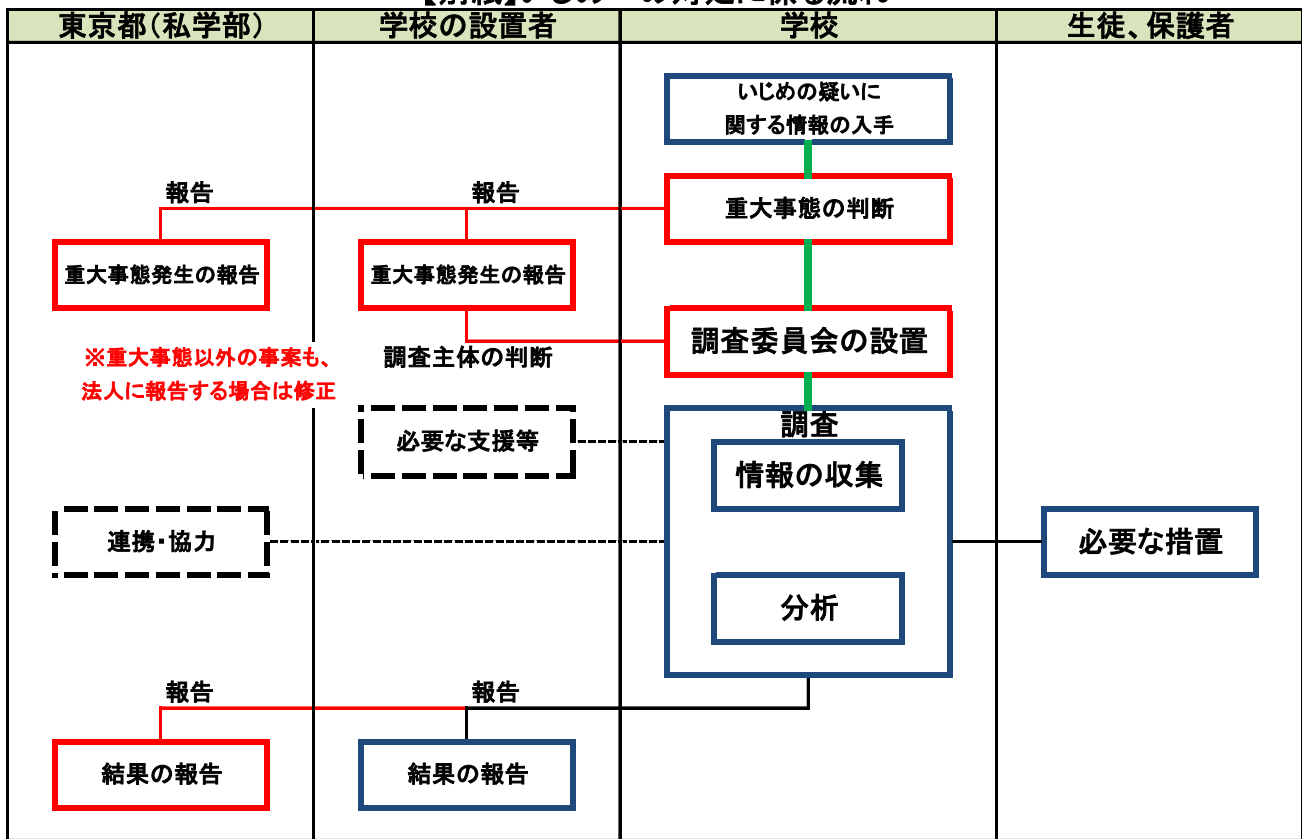 東京都（私学部）
学校の設置者
学校
生徒、保護者
いじめの疑いに
関する情報の入手
報告
報告
重大事態の判断
重大事態発生の報告
重大事態発生の報告
調査委員会の設置
※重大事態以外の事案も、
法人に報告する場合は修正
調査主体の判断
調査
必要な支援等
情報の収集
連携・協力
必要な措置
分析
報告
報告
結果の報告
結果の報告